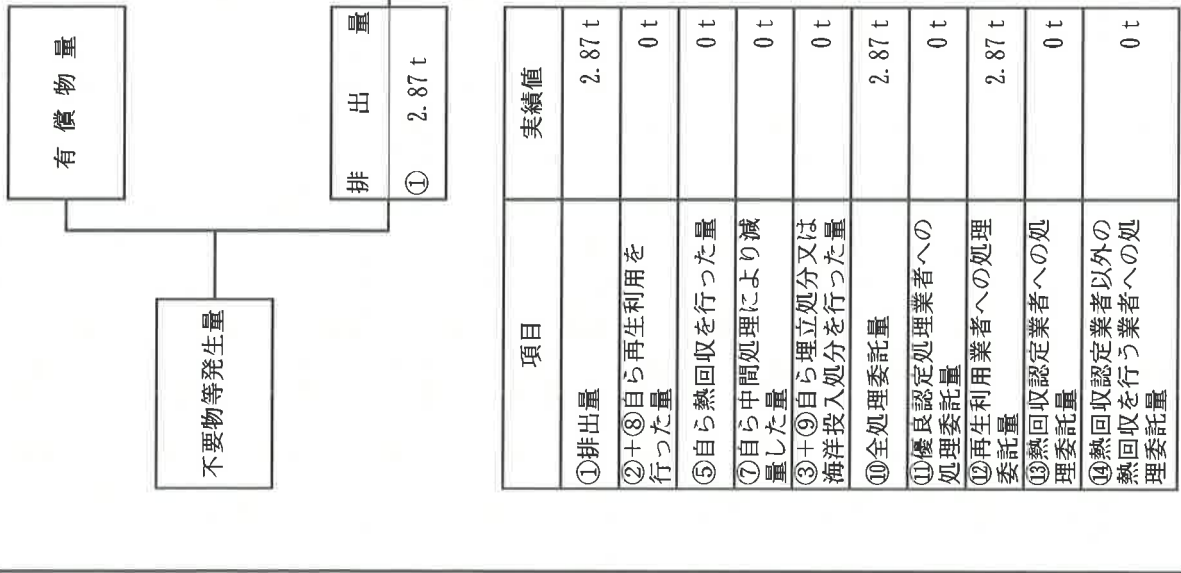 有償物量
不要物等発生量
排出量
① 2.87 t
項目 実績値
①排出量 2.87 t
②+⑧自ら再生利用を
行った量 0 t
⑤自ら熱回収を行った量 0 t
⑦自ら中間処理により減
量した量 0 t
③+⑨自ら埋立処分又は
海洋投入処分を行った量 0 t
⑩全処理委託量 2.87 t
⑪優良認定処理業者への
処理委託量 0 t
⑫再生利用業者への処理
委託量 2.87 t
⑬熱回収認定業者への処
理委託量 0 t
⑭熱回収認定業者以外の
熱回収を行う業者への処
理委託量 0 t